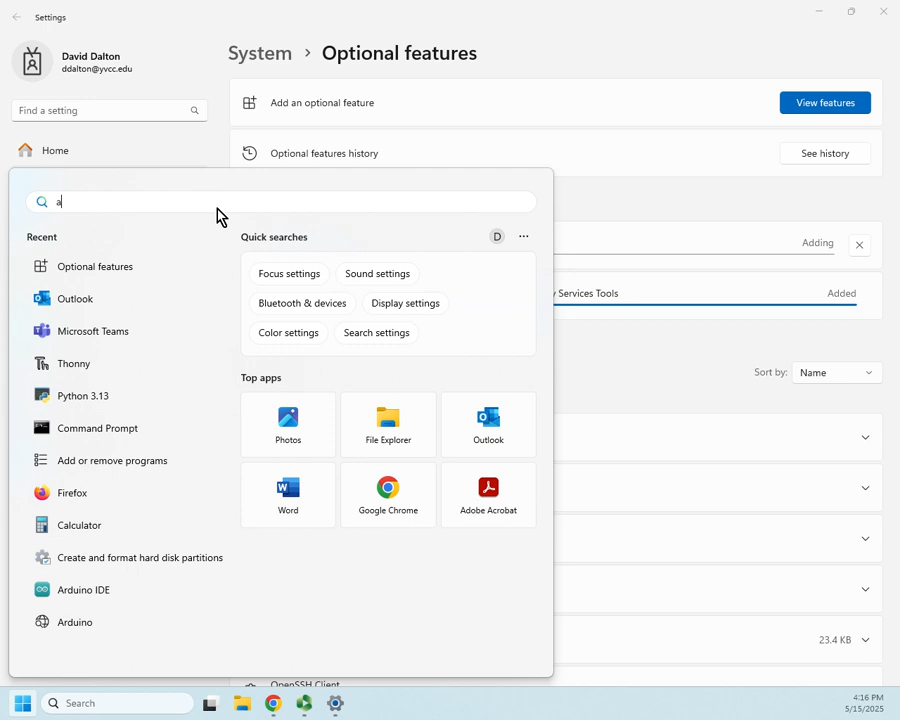 Settings
David Dalton
ddalton@yvcc.edu
Find a setting
Home
System > Optional features
Add an optional feature
View features
Optional features history
See history
Adding
y Services Tools
Added
Sort by: Name
23.4 KB
OpenSSH Client
a
Recent
Optional features
Outlook
Microsoft Teams
Thonny
Python 3.13
Command Prompt
Add or remove programs
Firefox
Calculator
Create and format hard disk partitions
Arduino IDE
Arduino
Quick searches
D
Focus settings
Sound settings
Bluetooth & devices
Display settings
Color settings
Search settings
Top apps
Photos
File Explorer
Outlook
Word
Google Chrome
Adobe Acrobat
Search
4:16 PM
5/15/2025